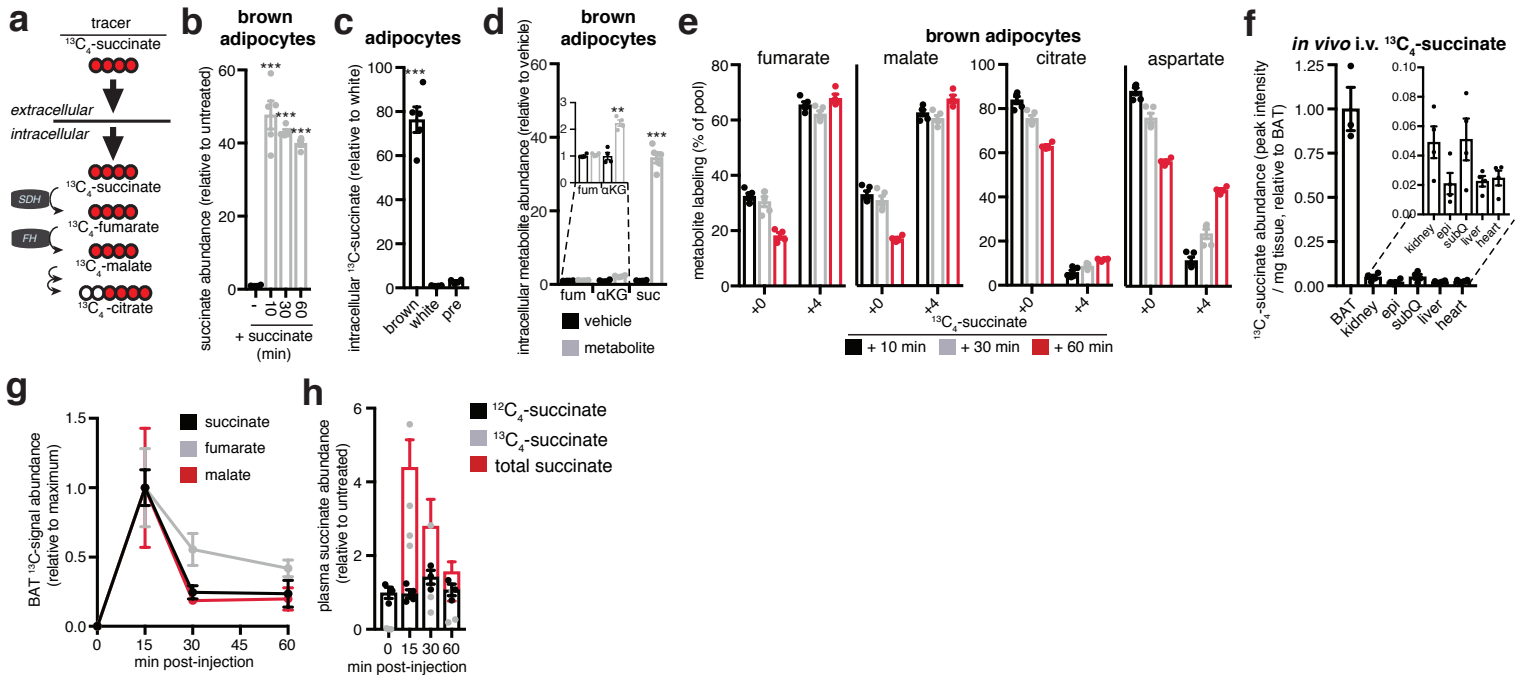 a
tracer
¹³C₄-succinate
extracellular
intracellular
¹³C₄-succinate
SDH
¹³C₄-fumarate
FH
¹³C₄-malate
¹³C₄-citrate
b
brown
adipocytes
succinate abundance (relative to untreated)
60
40
20
0
***
***
***
-
10
30
60
+ succinate
(min)
c
adipocytes
intracellular ¹³C-succinate (relative to white)
100
80
60
40
20
0
***
brown
white
pre
d
brown
adipocytes
intracellular metabolite abundance (relative to vehicle)
60
40
20
0
3
2
1
0
**
***
fum
αKG
fum
αKG
suc
vehicle
metabolite
e
brown adipocytes
fumarate
malate
citrate
aspartate
metabolite labeling (% of pool)
80
60
40
20
0
100
80
60
40
20
0
+0
+4
+0
+4
+0
+4
+0
+4
¹³C₄-succinate
+ 10 min
+ 30 min
+ 60 min
f
in vivo i.v. ¹³C₄-succinate
¹³C₄-succinate abundance (peak intensity
/ mg tissue, relative to BAT)
1.25
1.00
0.75
0.50
0.25
0.00
0.10
0.08
0.06
0.04
0.02
0.00
kidney
epi
subQ
liver
heart
BAT
kidney
epi
subQ
liver
heart
g
BAT ¹³C-signal abundance
(relative to maximum)
1.5
1.0
0.5
0.0
succinate
fumarate
malate
0
15
30
45
60
min post-injection
h
plasma succinate abundance
(relative to untreated)
6
4
2
0
¹²C₄-succinate
¹³C₄-succinate
total succinate
0
15
30
60
min post-injection